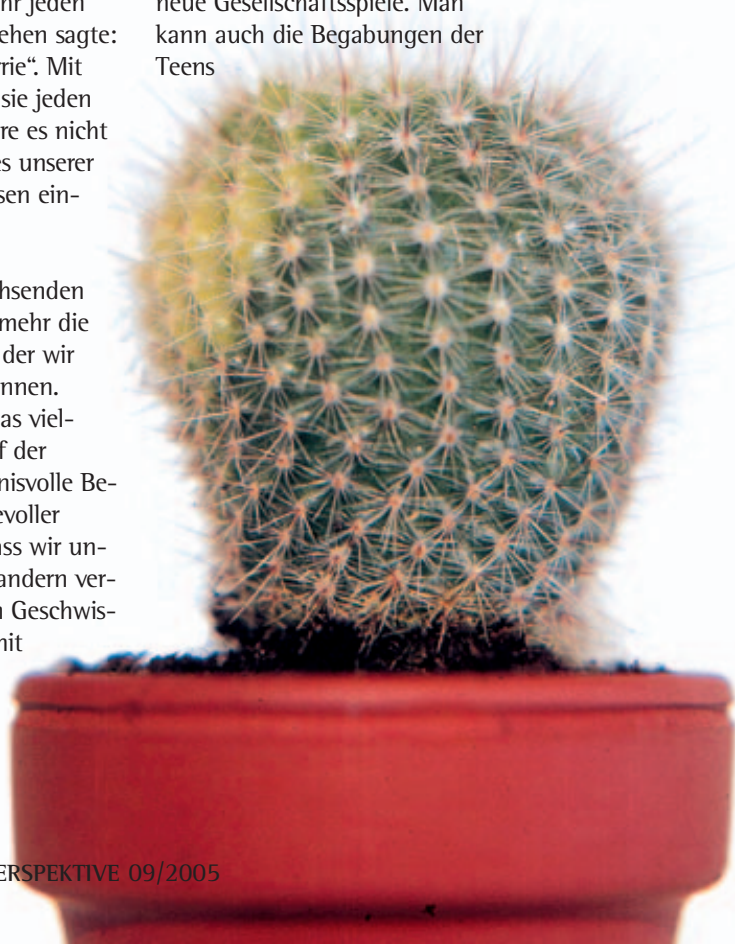 hr jeden
ehen sagte:
rie“. Mit
sie jeden
re es nicht
es unserer
sen ein-
hsenden
mehr die
der wir
nnen.
as viel-
f der
nisvolle Be-
evoller
ass wir un-
andern ver-
n Geschwis-
mit
neue Gesellschaftsspiele. Man
kann auch die Begabungen der
Teens
ERSPEKTIVE 09/2005